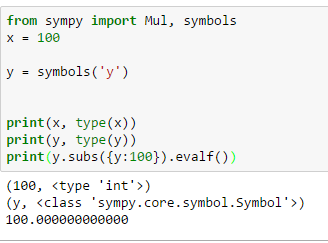 from sympy import Mul, symbols
x = 100
y = symbols('y')
print(x, type(x))
print(y, type(y))
print(y.subs({y:100}).evalf())
(100, <type 'int'>)
(y, <class 'sympy.core.symbol.Symbol'>)
100.000000000000